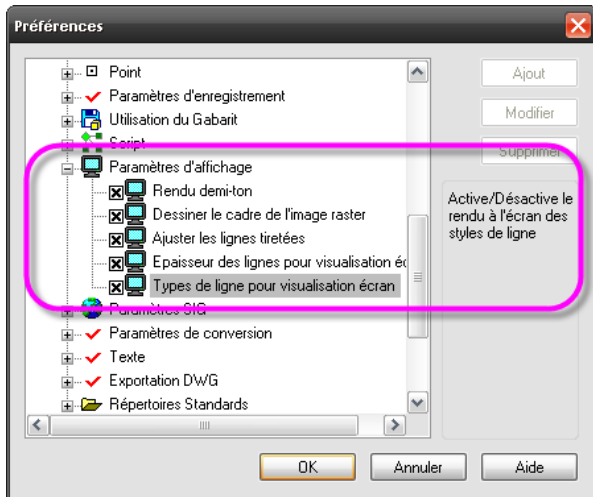 Préférences
Point
Paramètres d'enregistrement
Utilisation du Gabarit
Script
Paramètres d'affichage
Rendu demi-ton
Dessiner le cadre de l'image raster
Ajuster les lignes tiretées
Epaisseur des lignes pour visualisation éc
Types de ligne pour visualisation écran
Paramètres SIG
Paramètres de conversion
Texte
Exportation DWG
Répertoires Standards
Ajout
Modifier
Supprimer
Active/Désactive le
rendu à l'écran des
styles de ligne
OK
Annuler
Aide